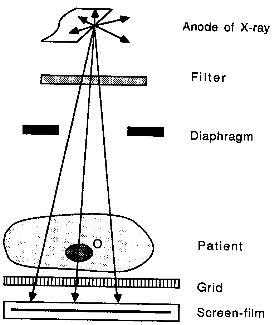 Anode of X-ray
Filter
Diaphragm
O
Patient
Grid
Screen-film